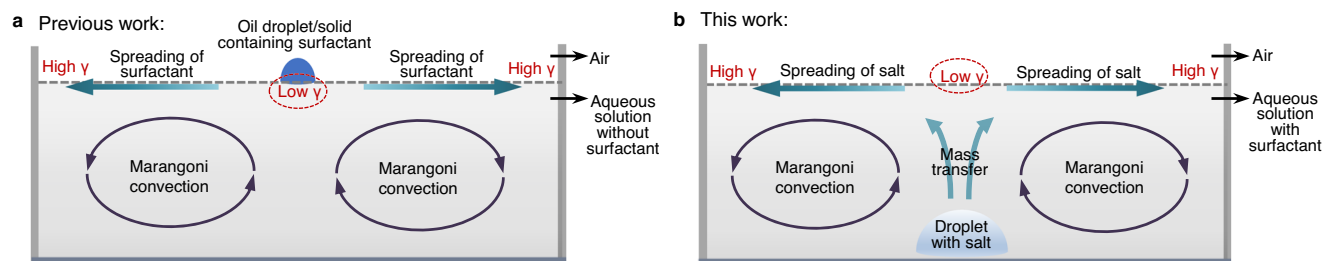 a Previous work:
Oil droplet/solid
containing surfactant
Spreading of
surfactant
Spreading of
surfactant
High γ
High γ
Low γ
Air
Aqueous
solution
without
surfactant
Marangoni
convection
Marangoni
convection
b This work:
High γ
Spreading of salt
Low γ
Spreading of salt
High γ
Air
Aqueous
solution
with
surfactant
Marangoni
convection
Mass
transfer
Marangoni
convection
Droplet
with salt